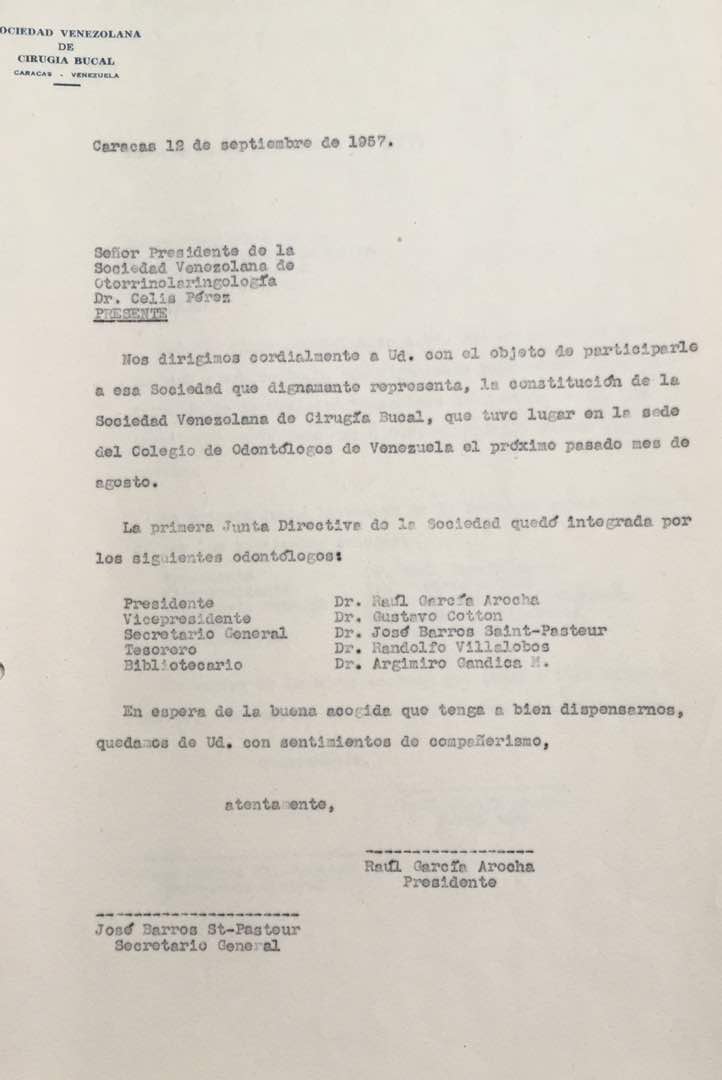 OCIEDAD VENEZOLANA
DE
CIRUGIA BUCAL
CARACAS - VENEZUELA
Caracas 12 de septiembre de 1957.
Señor Presidente de la
Sociedad Venezolana de
Otorrinolaringología
Dr. Celis Pérez
PRESENTE
Nos dirigimos cordialmente a Ud. con el objeto de participarle
a esa Sociedad que dignamante representa, la constitución de la
Sociedad Venezolana de Cirugía Bucal, que tuvo lugar en la sede
del Colegio de Odontólogos de Venezuela el próximo pasado mes de
agosto.
La primera Junta Directiva de la Sociedad quedó integrada por
los siguientes odontólogos:
Presidente Dr. Raúl García Arocha
Vicepresidente Dr. Gustavo Cotton
Secretario General Dr. José Barros Saint-Pasteur
Tesorero Dr. Randolfo Villalobos
Bibliotecario Dr. Argimiro Gandica M.
En espera de la buena acogida que tenga a bien dispensarnos,
quedamos de Ud. con sentimientos de compañerismo,
atentamente,
Raúl García Arocha
Presidente
José Barros St-Pasteur
Secretario General